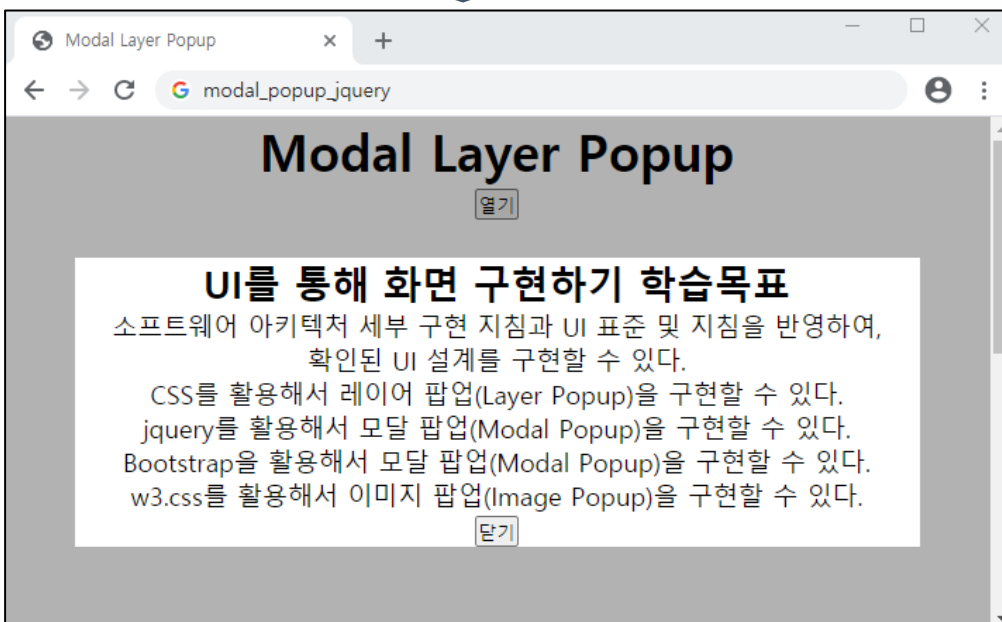 Modal Layer Popup
modal_popup_jquery
Modal Layer Popup
열기
UI를 통해 화면 구현하기 학습목표
소프트웨어 아키텍처 세부 구현 지침과 UI 표준 및 지침을 반영하여,
확인된 UI 설계를 구현할 수 있다.
CSS를 활용해서 레이어 팝업(Layer Popup)을 구현할 수 있다.
jquery를 활용해서 모달 팝업(Modal Popup)을 구현할 수 있다.
Bootstrap을 활용해서 모달 팝업(Modal Popup)을 구현할 수 있다.
w3.css를 활용해서 이미지 팝업(Image Popup)을 구현할 수 있다.
닫기